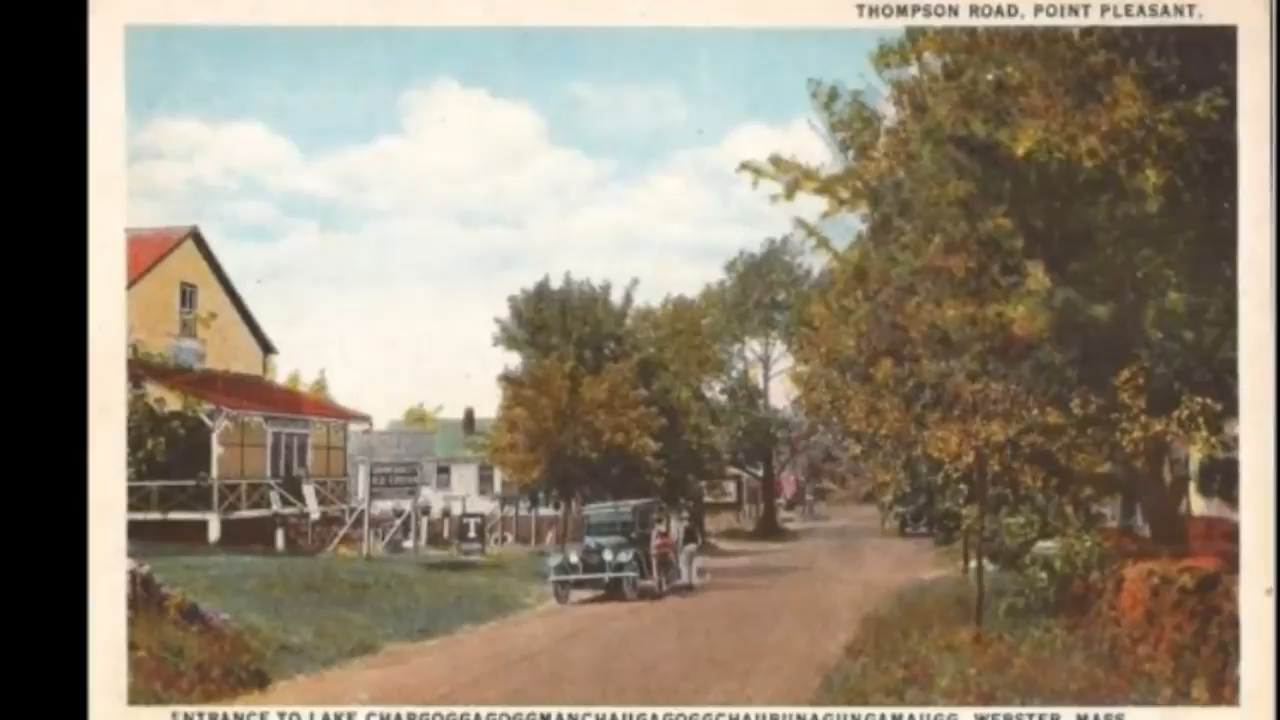 THOMPSON ROAD, POINT PLEASANT,
T
ENTRANCE TO LAKE CHARGOGGAGOGGMANCHAUGAGOGGCHAUBUNAGUNGAMAUGG, WEBSTER, MASS.